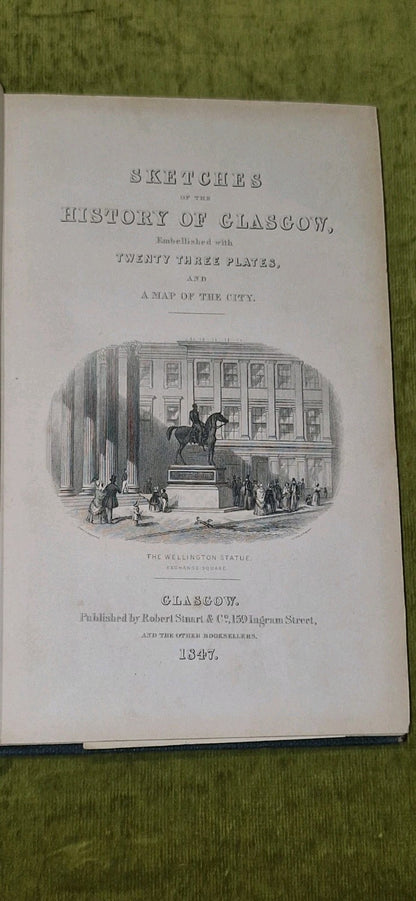 SKETCHES
OF THE
HISTORY OF GLASGOW,
Embellished with
TWENTY THREE PLATES,
AND
A MAP OF THE CITY.
THE WELLINGTON STATUE.
EXCHANGE SQUARE.
GLASGOW.
Published by Robert Stuart & Co, 159 Ingram Street,
AND THE OTHER BOOKSELLERS.
1847.